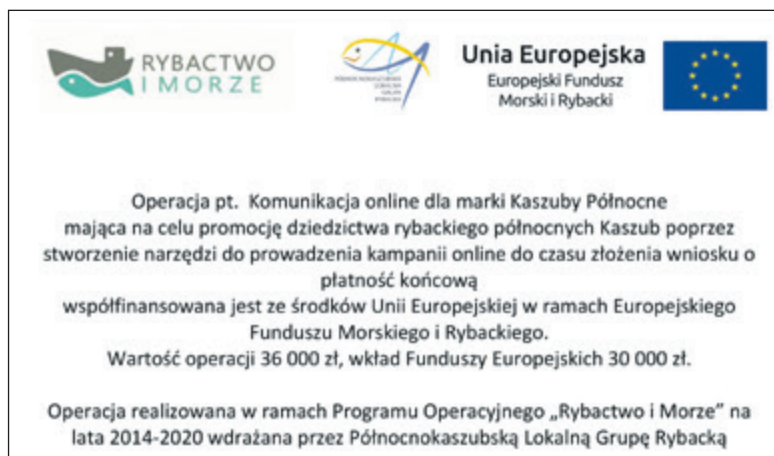 RYBACTWO
I MORZE
PÓŁNOCNOKASZUBSKA
LOKALNA
GRUPA
RYBACKA
Unia Europejska
Europejski Fundusz
Morski i Rybacki
Operacja pt. Komunikacja online dla marki Kaszuby Północne
mająca na celu promocję dziedzictwa rybackiego północnych Kaszub poprzez
stworzenie narzędzi do prowadzenia kampanii online do czasu złożenia wniosku o
płatność końcową
współfinansowana jest ze środków Unii Europejskiej w ramach Europejskiego
Funduszu Morskiego i Rybackiego.
Wartość operacji 36 000 zł, wkład Funduszy Europejskich 30 000 zł.
Operacja realizowana w ramach Programu Operacyjnego „Rybactwo i Morze” na
lata 2014-2020 wdrażana przez Północnokaszubską Lokalną Grupę Rybacką